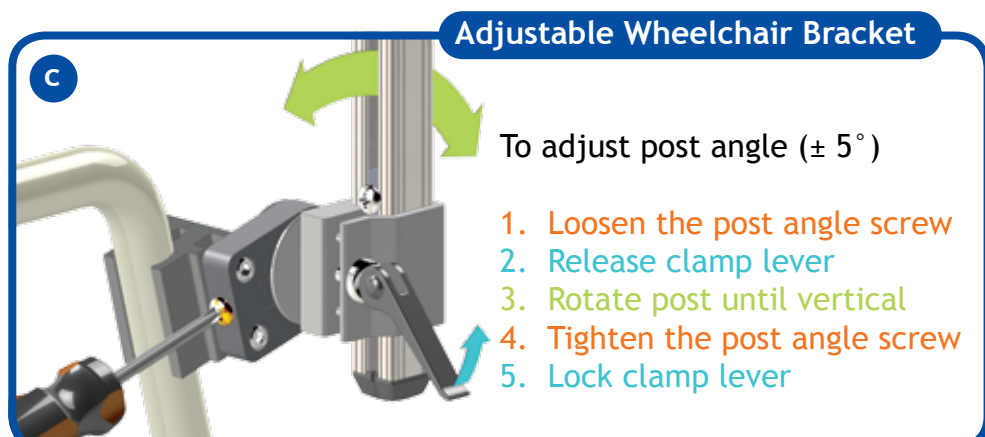 Adjustable Wheelchair Bracket
C
To adjust post angle (± 5°)
1. Loosen the post angle screw
2. Release clamp lever
3. Rotate post until vertical
4. Tighten the post angle screw
5. Lock clamp lever